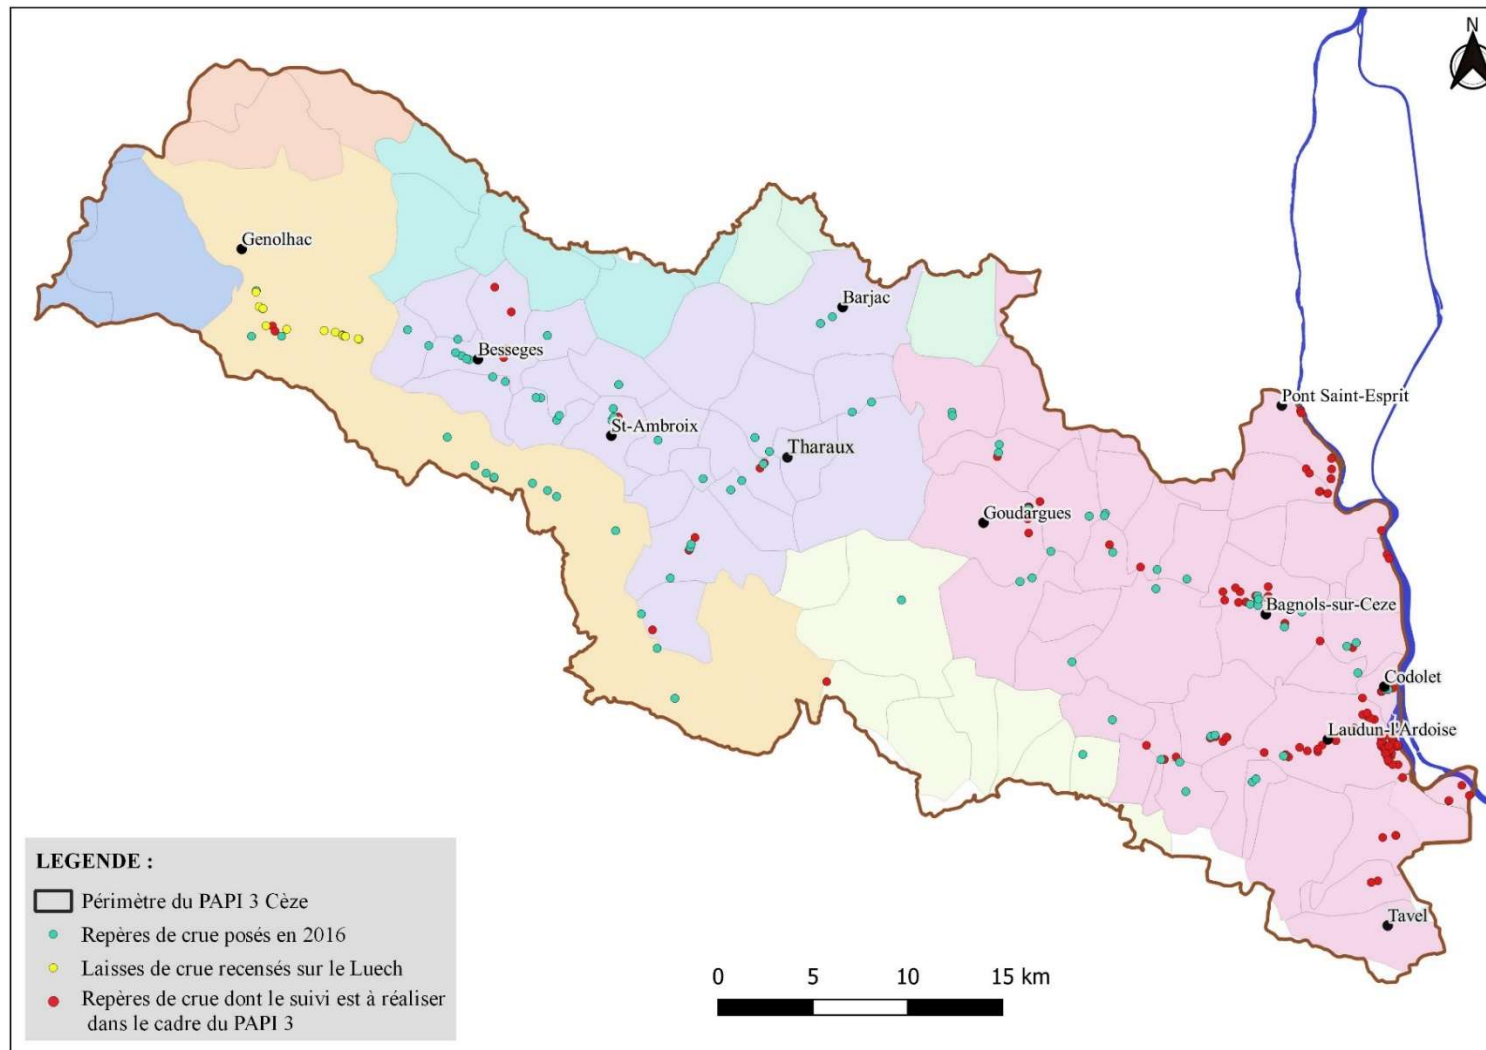 N
Genolhac
Barjac
Besseges
Pont Saint-Esprit
St-Ambroix
Tharaux
Goudargues
Bagnols-sur-Ceze
Codolet
Laudun-l'Ardoise
Tavel
LEGENDE :
Périmètre du PAPI 3 Cèze
Repères de crue posés en 2016
Laisses de crue recensés sur le Luech
Repères de crue dont le suivi est à réaliser
dans le cadre du PAPI 3
0 5 10 15 km